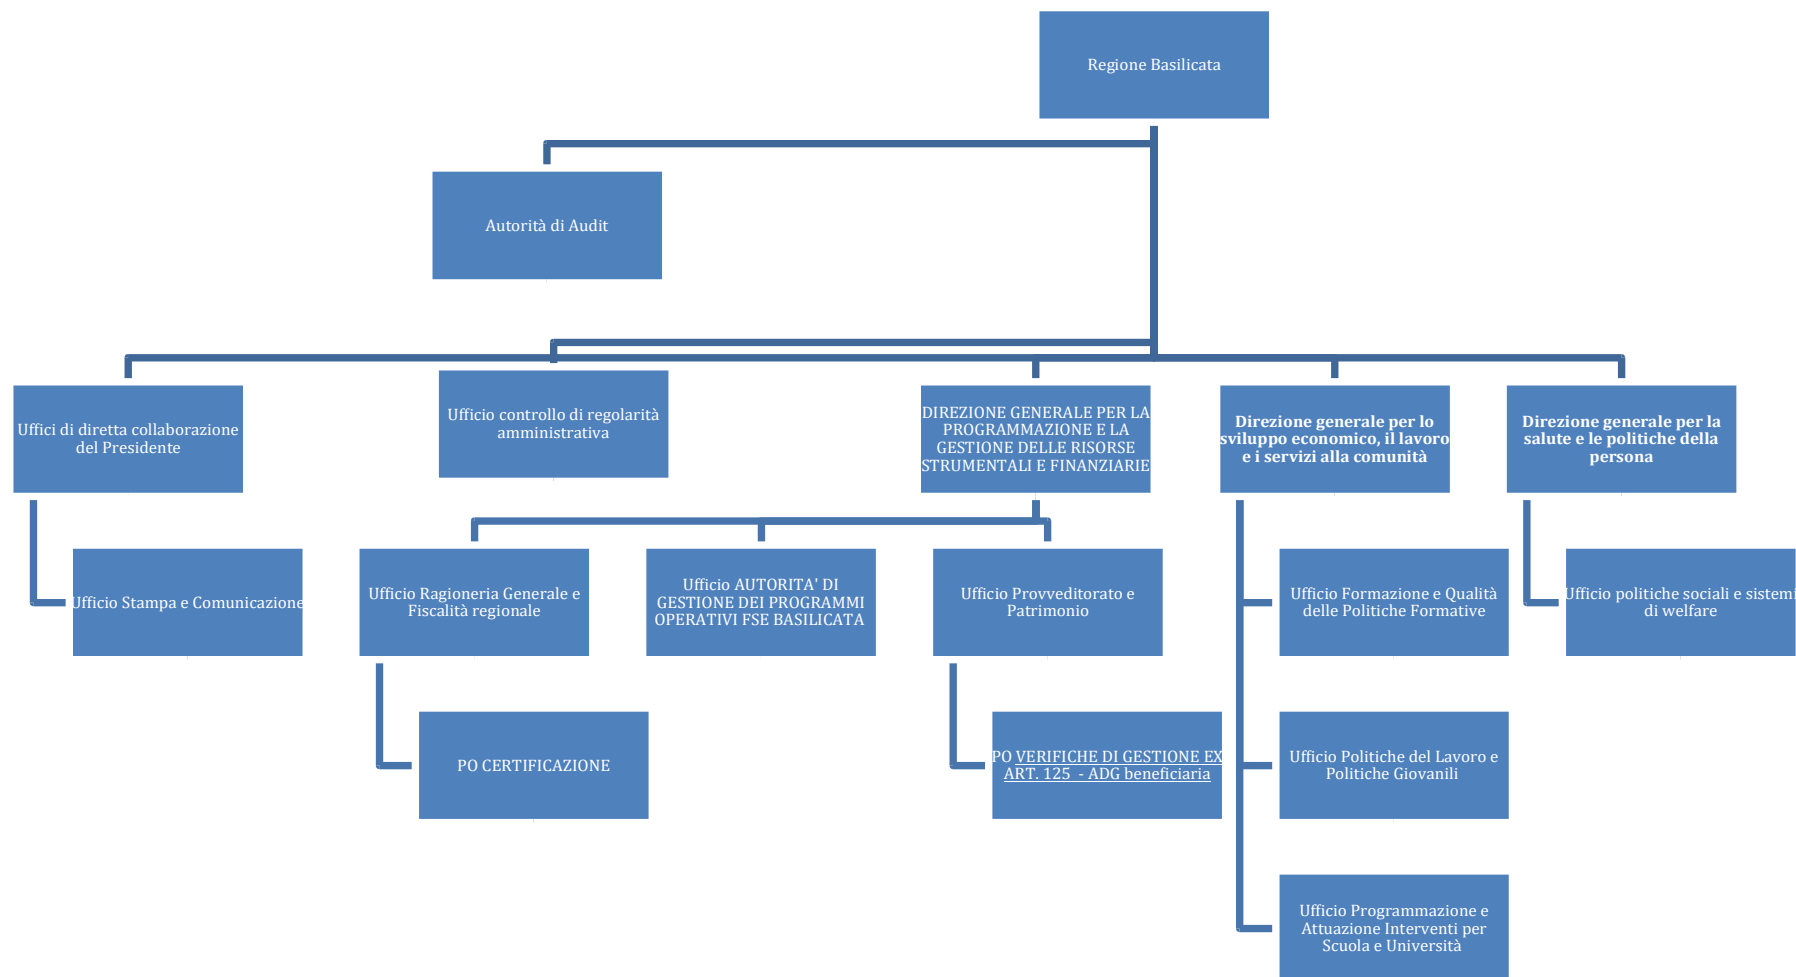 Regione Basilicata
Autorità di Audit
Uffici di diretta collaborazione
del Presidente
Ufficio controllo di regolarità
amministrativa
DIREZIONE GENERALE PER LA
PROGRAMMAZIONE E LA
GESTIONE DELLE RISORSE
STRUMENTALI E FINANZIARIE
Direzione generale per lo
sviluppo economico, il lavoro
e i servizi alla comunità
Direzione generale per la
salute e le politiche della
persona
Ufficio Stampa e Comunicazione
Ufficio Ragioneria Generale e
Fiscalità regionale
Ufficio AUTORITA' DI
GESTIONE DEI PROGRAMMI
OPERATIVI FSE BASILICATA
Ufficio Provveditorato e
Patrimonio
Ufficio Formazione e Qualità
delle Politiche Formative
Ufficio politiche sociali e sistemi
di welfare
PO CERTIFICAZIONE
PO VERIFICHE DI GESTIONE EX
ART. 125  - ADG beneficiaria
Ufficio Politiche del Lavoro e
Politiche Giovanili
Ufficio Programmazione e
Attuazione Interventi per
Scuola e Università